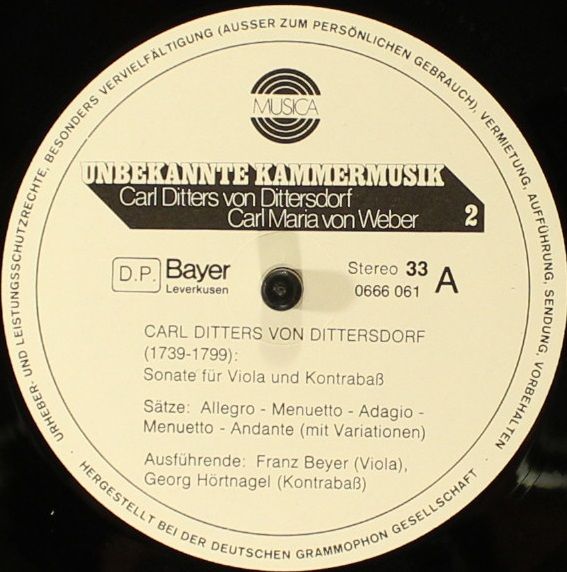 URHEBER- UND LEISTUNGSSCHUTZRECHTE, BESONDERS VERVIELFÄLTIGUNG (AUSSER ZUM PERSÖNLICHEN GEBRAUCH), VERMIETUNG, AUFFÜHRUNG, SENDUNG, VORBEHALTEN
MUSICA
UNBEKANNTE KAMMERMUSIK
Carl Ditters von Dittersdorf
Carl Maria von Weber 2
D.P. Bayer Leverkusen
Stereo 33 A
0666 061
CARL DITTERS VON DITTERSDORF
(1739-1799):
Sonate für Viola und Kontrabaß
Sätze: Allegro - Menuetto - Adagio -
Menuetto - Andante (mit Variationen)
Ausführende: Franz Beyer (Viola),
Georg Hörtnagel (Kontrabaß)
· HERGESTELLT BEI DER DEUTSCHEN GRAMMOPHON GESELLSCHAFT ·